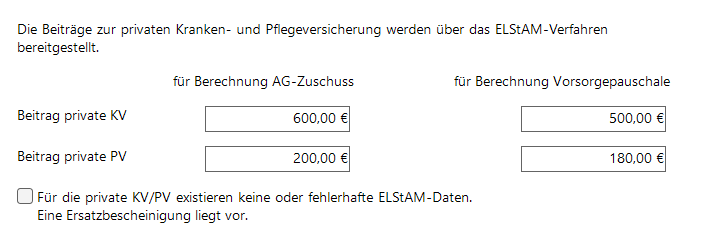 Die Beiträge zur privaten Kranken- und Pflegeversicherung werden über das ELStAM-Verfahren
bereitgestellt.
für Berechnung AG-Zuschuss für Berechnung Vorsorgepauschale
Beitrag private KV 600,00 € 500,00 €
Beitrag private PV 200,00 € 180,00 €
Für die private KV/PV existieren keine oder fehlerhafte ELStAM-Daten.
Eine Ersatzbescheinigung liegt vor.